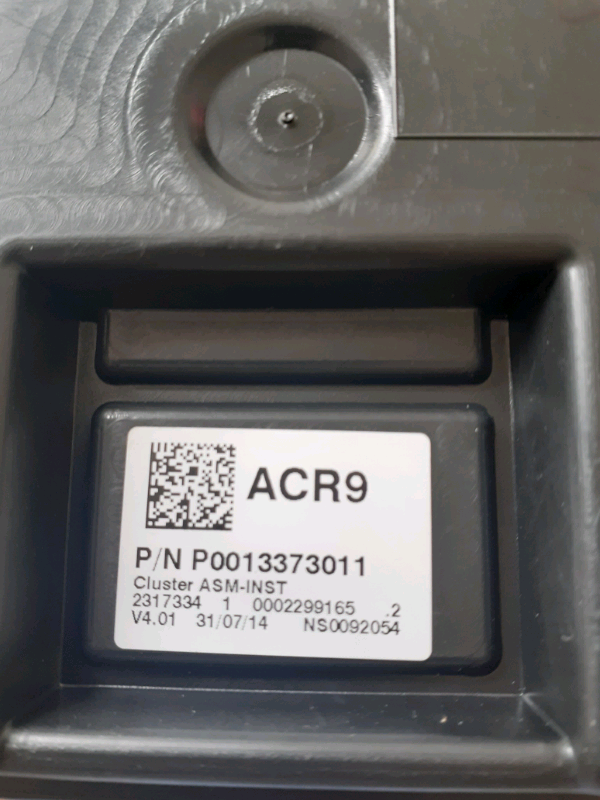 ACR9
P/N P0013373011
Cluster ASM-INST
2317334 1 0002299165 .2
V4.01 31/07/14 NS0092054